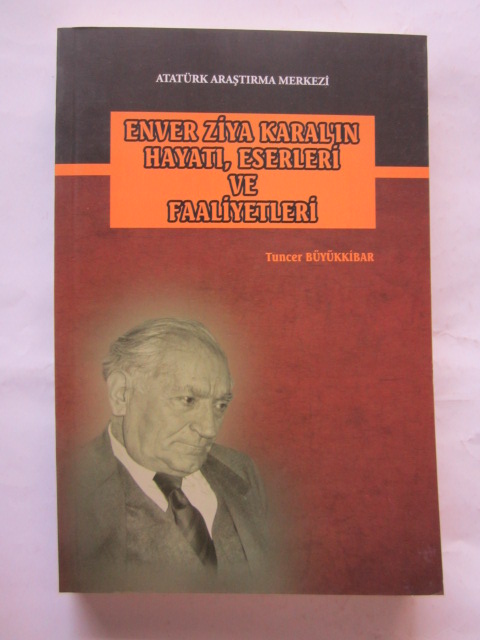 ATATÜRK ARAŞTIRMA MERKEZİ
ENVER ZİYA KARAL'IN
HAYATI, ESERLERİ
VE
FAALİYETLERİ
Tuncer BÜYÜKKİBAR